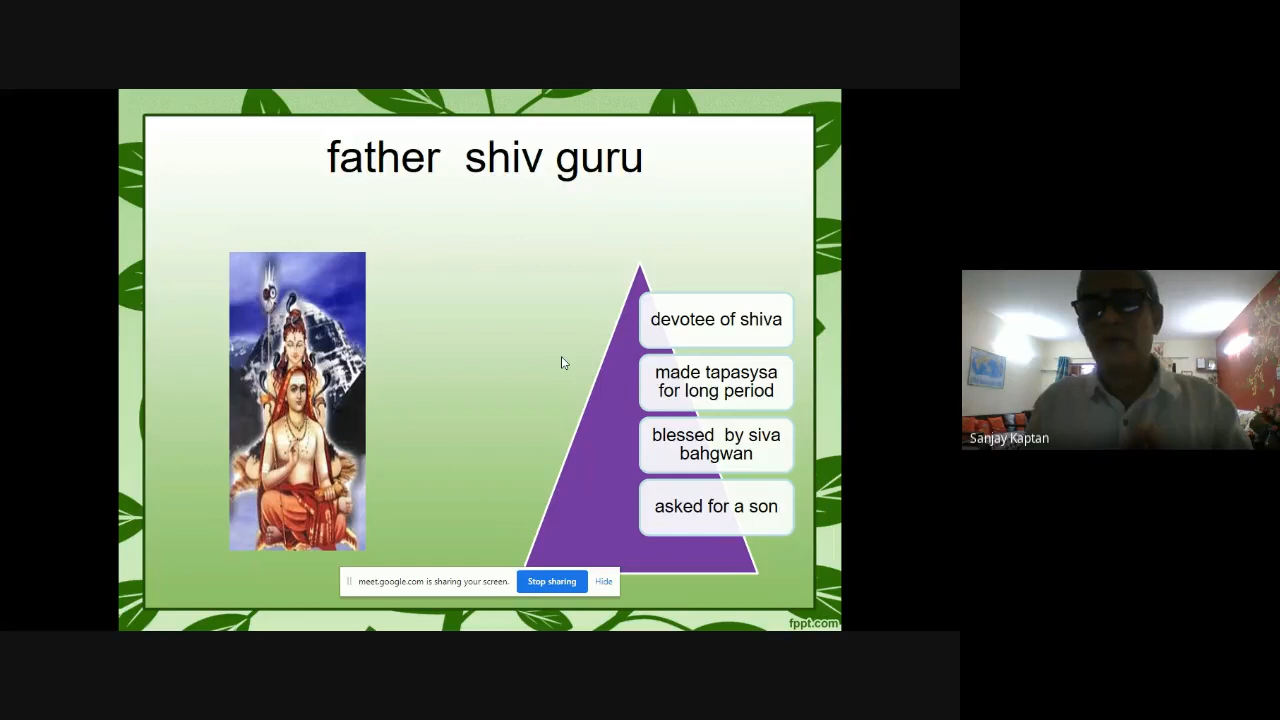 father shiv guru
devotee of shiva
made tapasysa
for long period
blessed by siva
bahgwan
asked for a son
meet.google.com is sharing your screen.
Stop sharing
Hide
fppt.com
Sanjay Kaptan